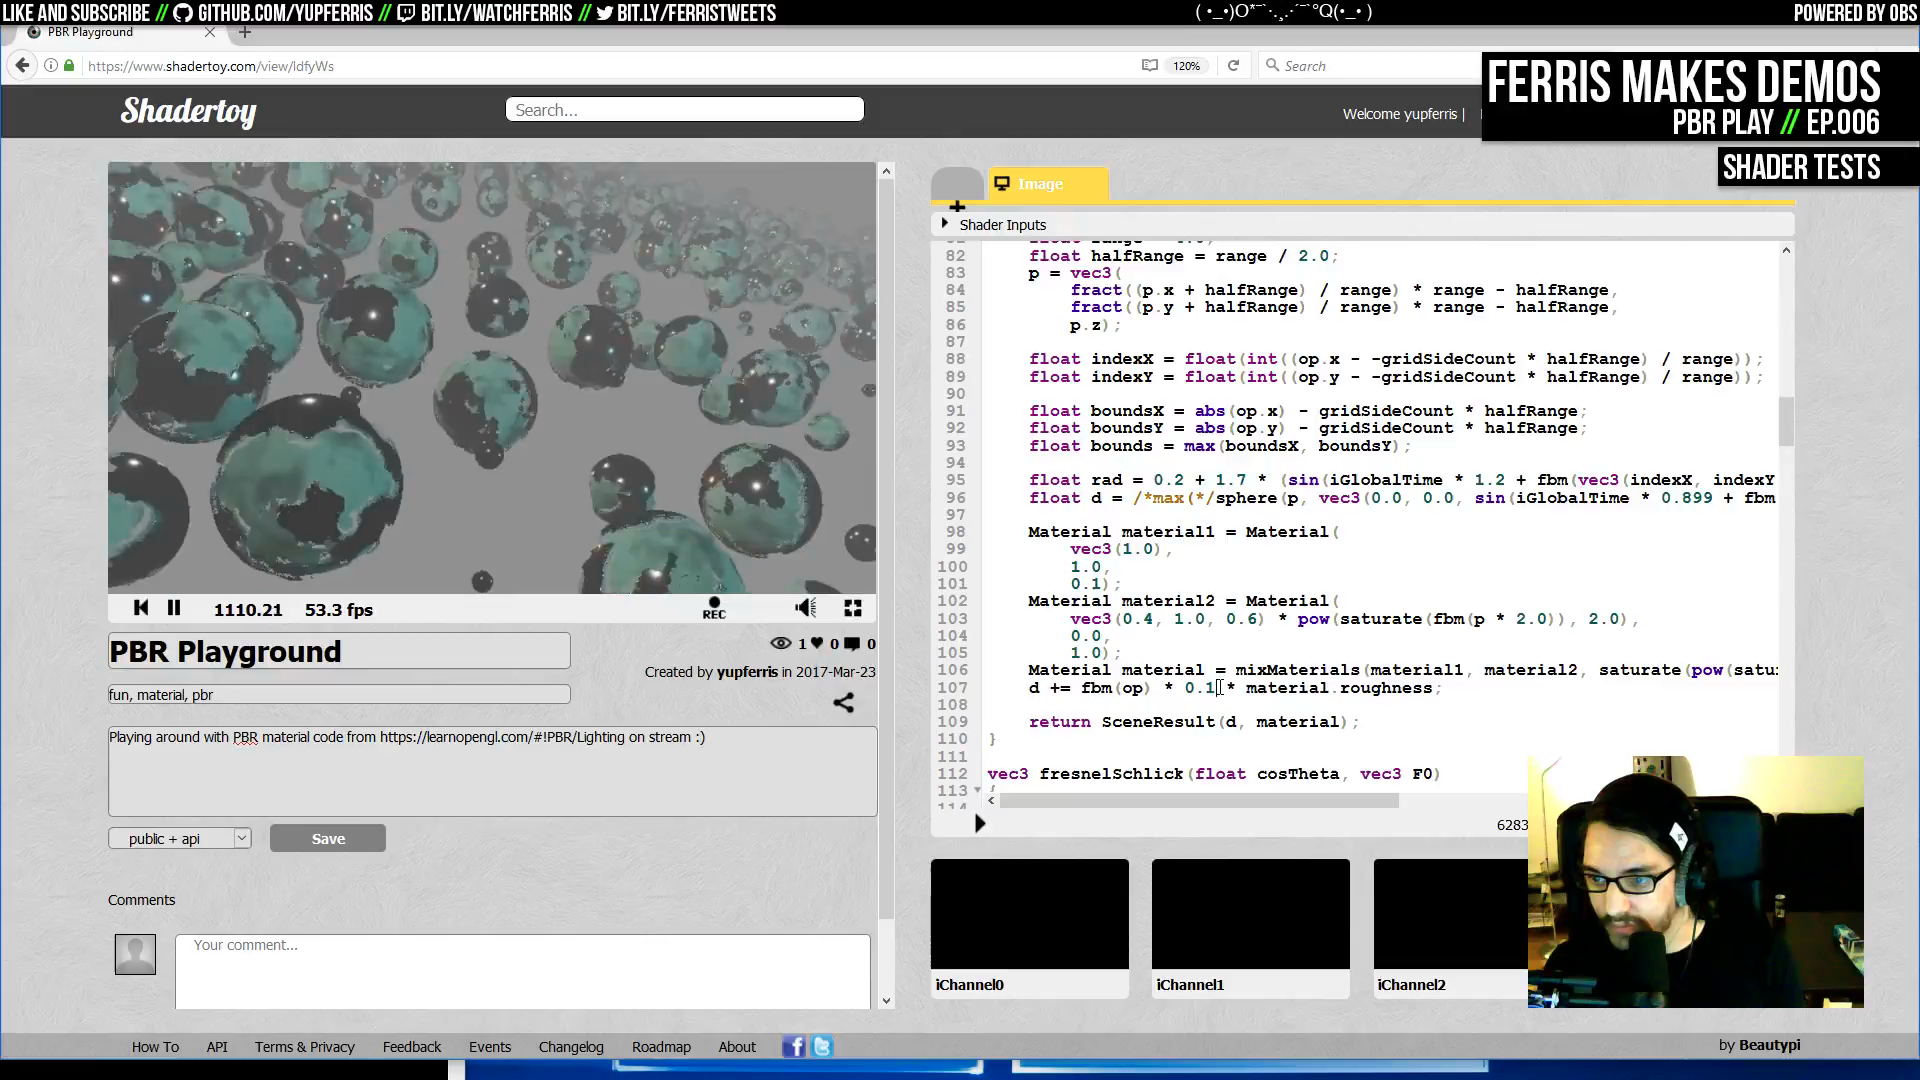 LIKE AND SUBSCRIBE // GITHUB.COM/YUPFERRIS // BIT.LY/WATCHFERRIS // BIT.LY/FERRISTWEETS
POWERED BY OBS
PBR Playground
https://www.shadertoy.com/view/ldfyWs
120%
Search
FERRIS MAKES DEMOS
PBR PLAY // EP.006
SHADER TESTS
Shadertoy
Search...
Welcome yupferris |
Image
Shader Inputs
82 float halfRange = range / 2.0;
83 p = vec3(
84 fract((p.x + halfRange) / range) * range - halfRange,
85 fract((p.y + halfRange) / range) * range - halfRange,
86 p.z);
87
88 float indexX = float(int((op.x - -gridSideCount * halfRange) / range));
89 float indexY = float(int((op.y - -gridSideCount * halfRange) / range));
90
91 float boundsX = abs(op.x) - gridSideCount * halfRange;
92 float boundsY = abs(op.y) - gridSideCount * halfRange;
93 float bounds = max(boundsX, boundsY);
94
95 float rad = 0.2 + 1.7 * (sin(iGlobalTime * 1.2 + fbm(vec3(indexX, indexY
96 float d = /*max(*/sphere(p, vec3(0.0, 0.0, sin(iGlobalTime * 0.899 + fbm
97
98 Material material1 = Material(
99 vec3(1.0),
100 1.0,
101 0.1);
102 Material material2 = Material(
103 vec3(0.4, 1.0, 0.6) * pow(saturate(fbm(p * 2.0)), 2.0),
104 0.0,
105 1.0);
106 Material material = mixMaterials(material1, material2, saturate(pow(satu
107 d += fbm(op) * 0.1 * material.roughness;
108
109 return SceneResult(d, material);
110 }
111
112 vec3 fresnelSchlick(float cosTheta, vec3 F0)
113 {
114
6283
1110.21 53.3 fps
REC
PBR Playground
1 0 0
Created by yupferris in 2017-Mar-23
fun, material, pbr
Playing around with PBR material code from https://learnopengl.com/#!PBR/Lighting on stream :)
public + api
Save
Comments
Your comment...
iChannel0
iChannel1
iChannel2
How To API Terms & Privacy Feedback Events Changelog Roadmap About
by Beautypi